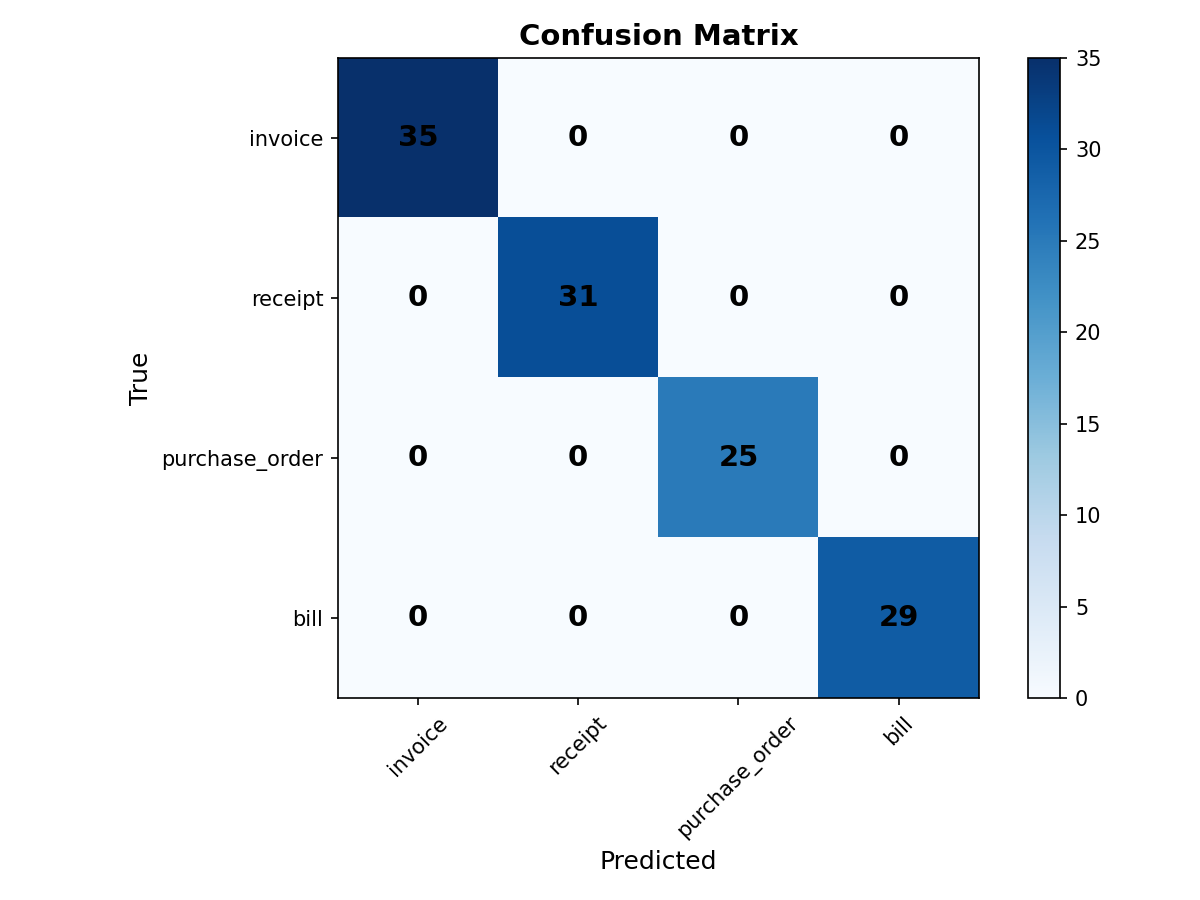 Confusion Matrix
True
invoice 35 0 0 0
receipt 0 31 0 0
purchase_order 0 0 25 0
bill 0 0 0 29
invoice receipt purchase_order bill
Predicted
35
30
25
20
15
10
5
0